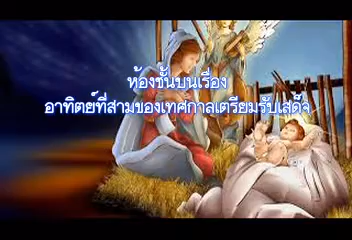 ห้องชั้นบนเรื่อง
อาทิตย์ที่สามของเทศกาลเตรียมรับเสด็จ